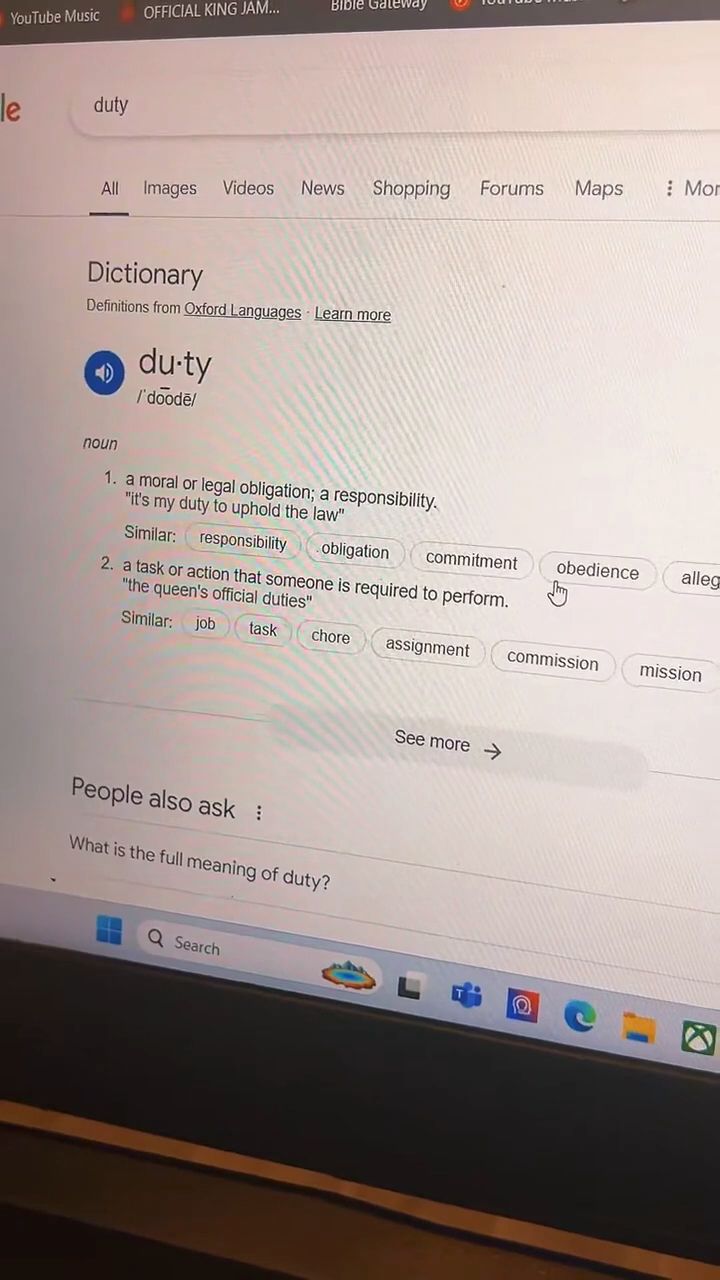 YouTube Music OFFICIAL KING JAM... Bible Gateway
le duty
All Images Videos News Shopping Forums Maps
Dictionary
Definitions from Oxford Languages · Learn more
du·ty
/ˈdo͞odē/
noun
1. a moral or legal obligation; a responsibility.
"it's my duty to uphold the law"
Similar: responsibility obligation commitment obedience alleg
2. a task or action that someone is required to perform.
"the queen's official duties"
Similar: job task chore assignment commission mission
See more →
People also ask
What is the full meaning of duty?
Search